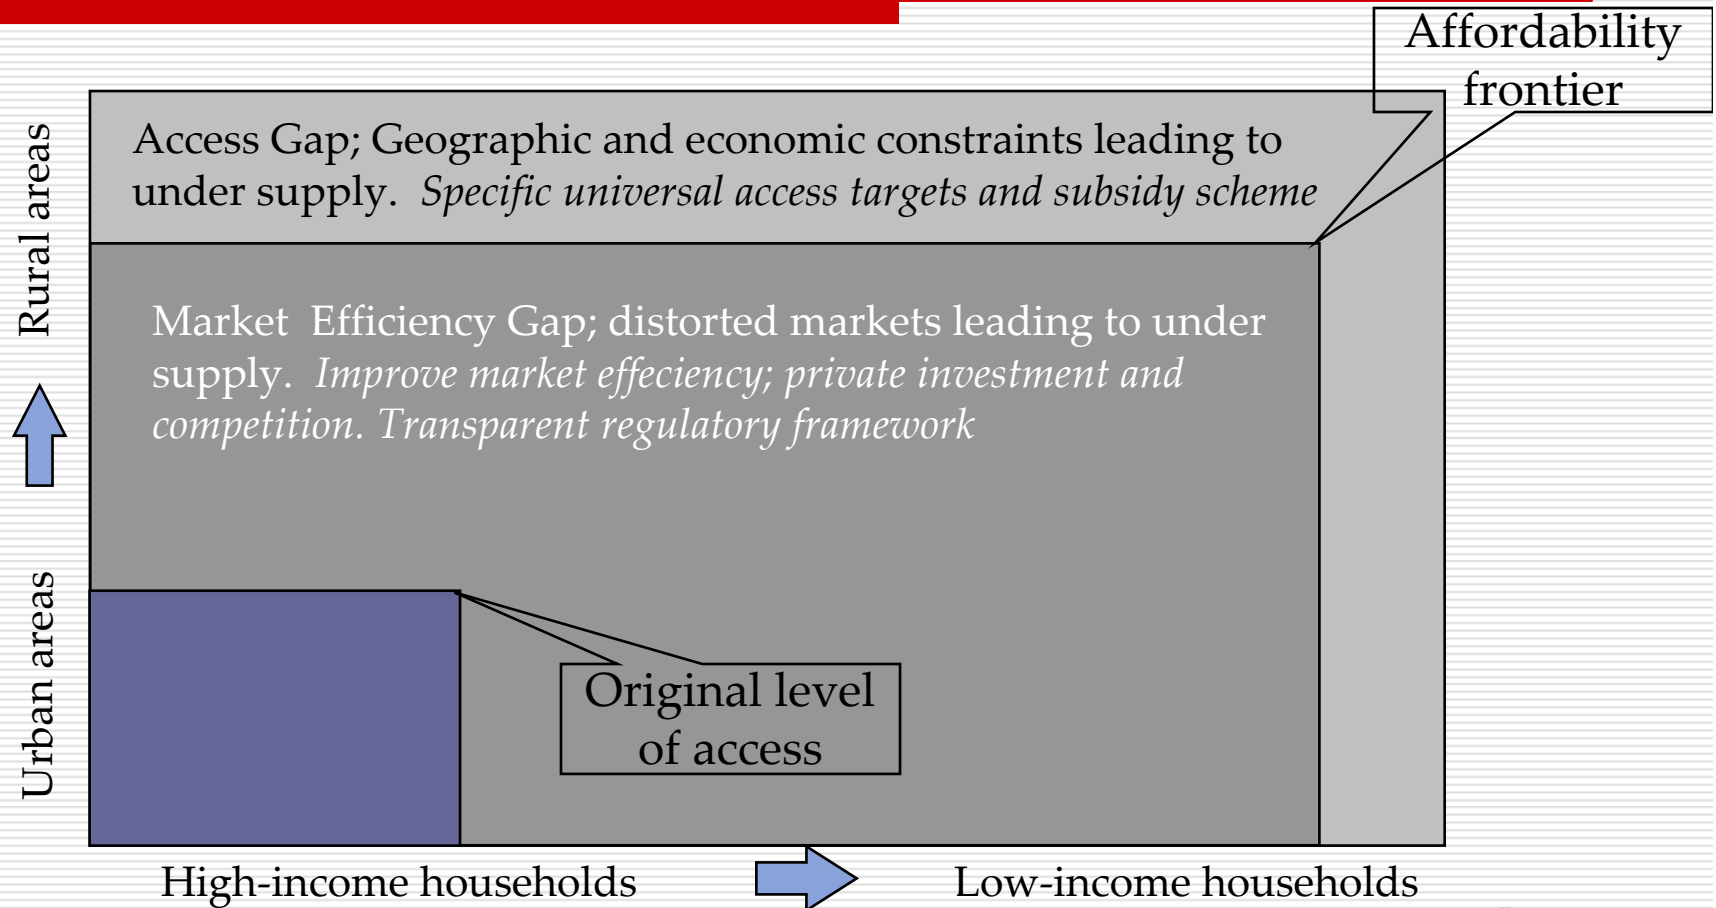 Affordability
frontier
Access Gap; Geographic and economic constraints leading to
under supply. Specific universal access targets and subsidy scheme
Rural areas
Market Efficiency Gap; distorted markets leading to under
supply. Improve market effeciency; private investment and
competition. Transparent regulatory framework
Urban areas
Original level
of access
High-income households
Low-income households